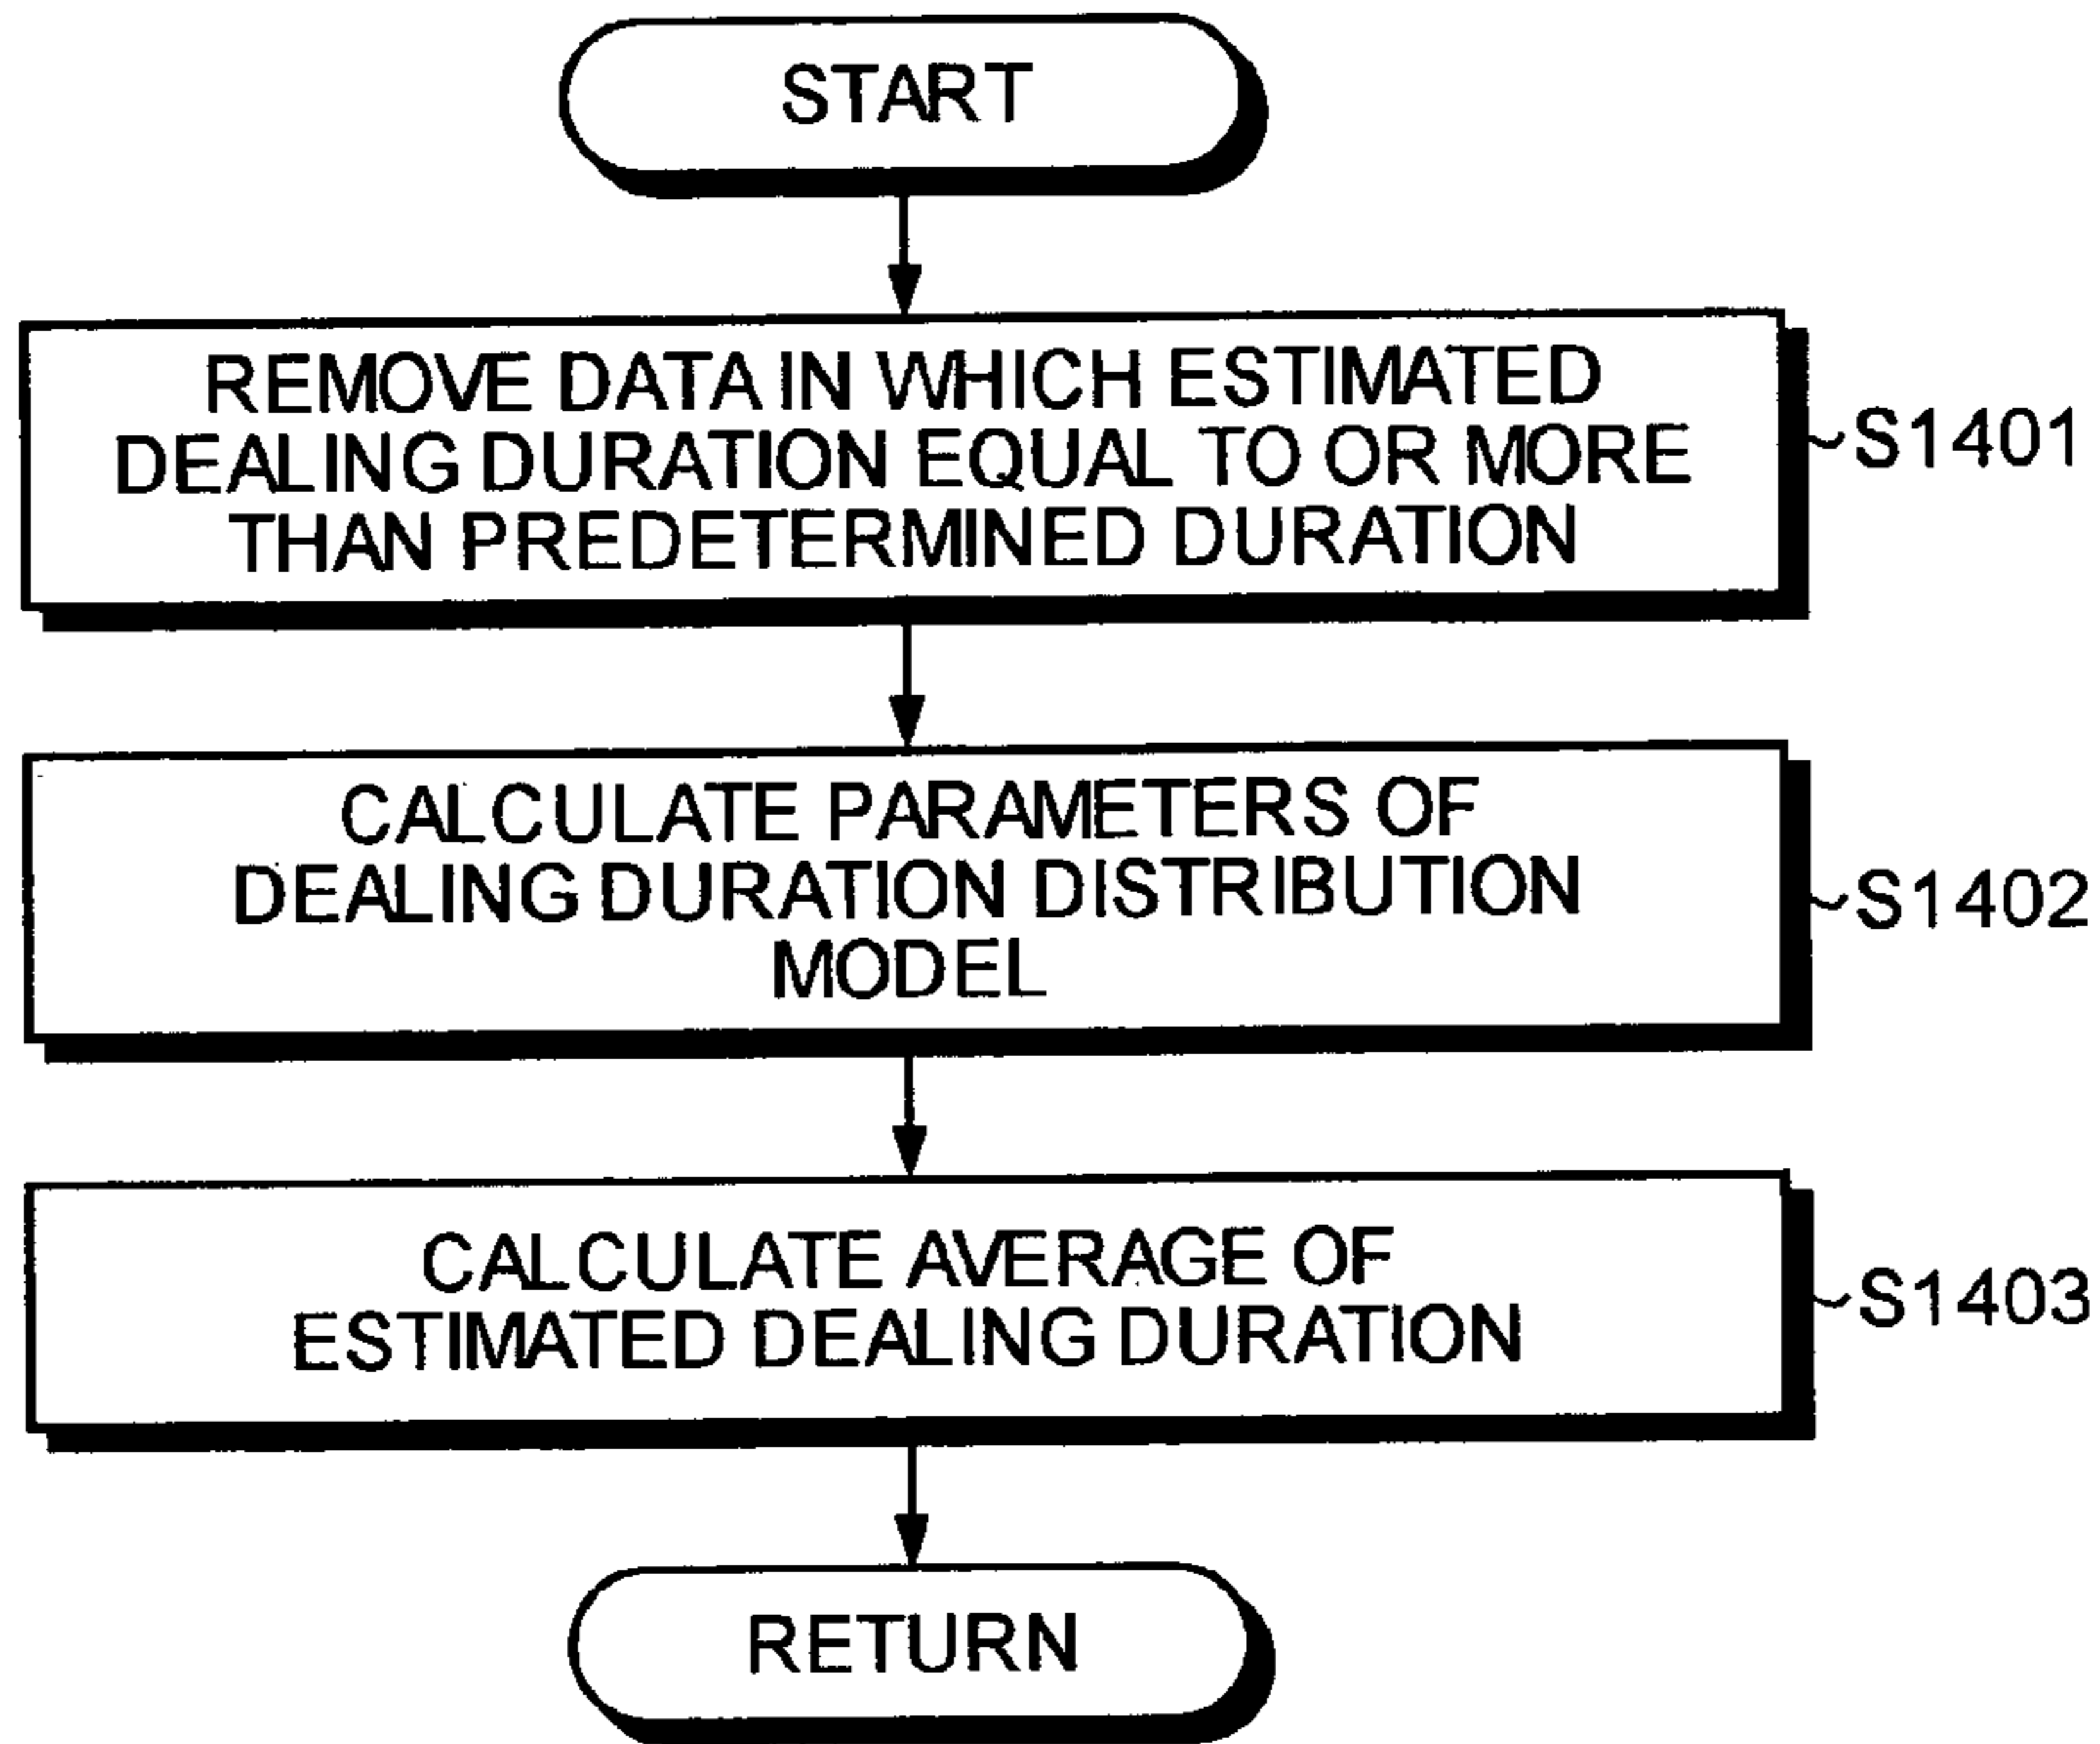 START
REMOVE DATA IN WHICH ESTIMATED
DEALING DURATION EQUAL TO OR MORE
THAN PREDETERMINED DURATION
S1401
CALCULATE PARAMETERS OF
DEALING DURATION DISTRIBUTION
MODEL
S1402
CALCULATE AVERAGE OF
ESTIMATED DEALING DURATION
S1403
RETURN